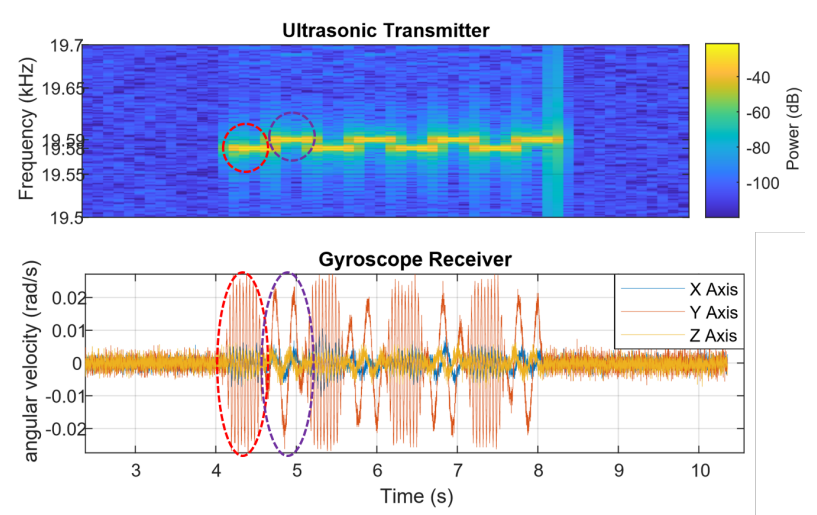 Ultrasonic Transmitter
Frequency (kHz)
19.7
19.65
19.59
19.58
19.55
19.5
-40
-60
-80
-100
Power (dB)
Gyroscope Receiver
angular velocity (rad/s)
0.02
0.01
0
-0.01
-0.02
X Axis
Y Axis
Z Axis
3 4 5 6 7 8 9 10
Time (s)